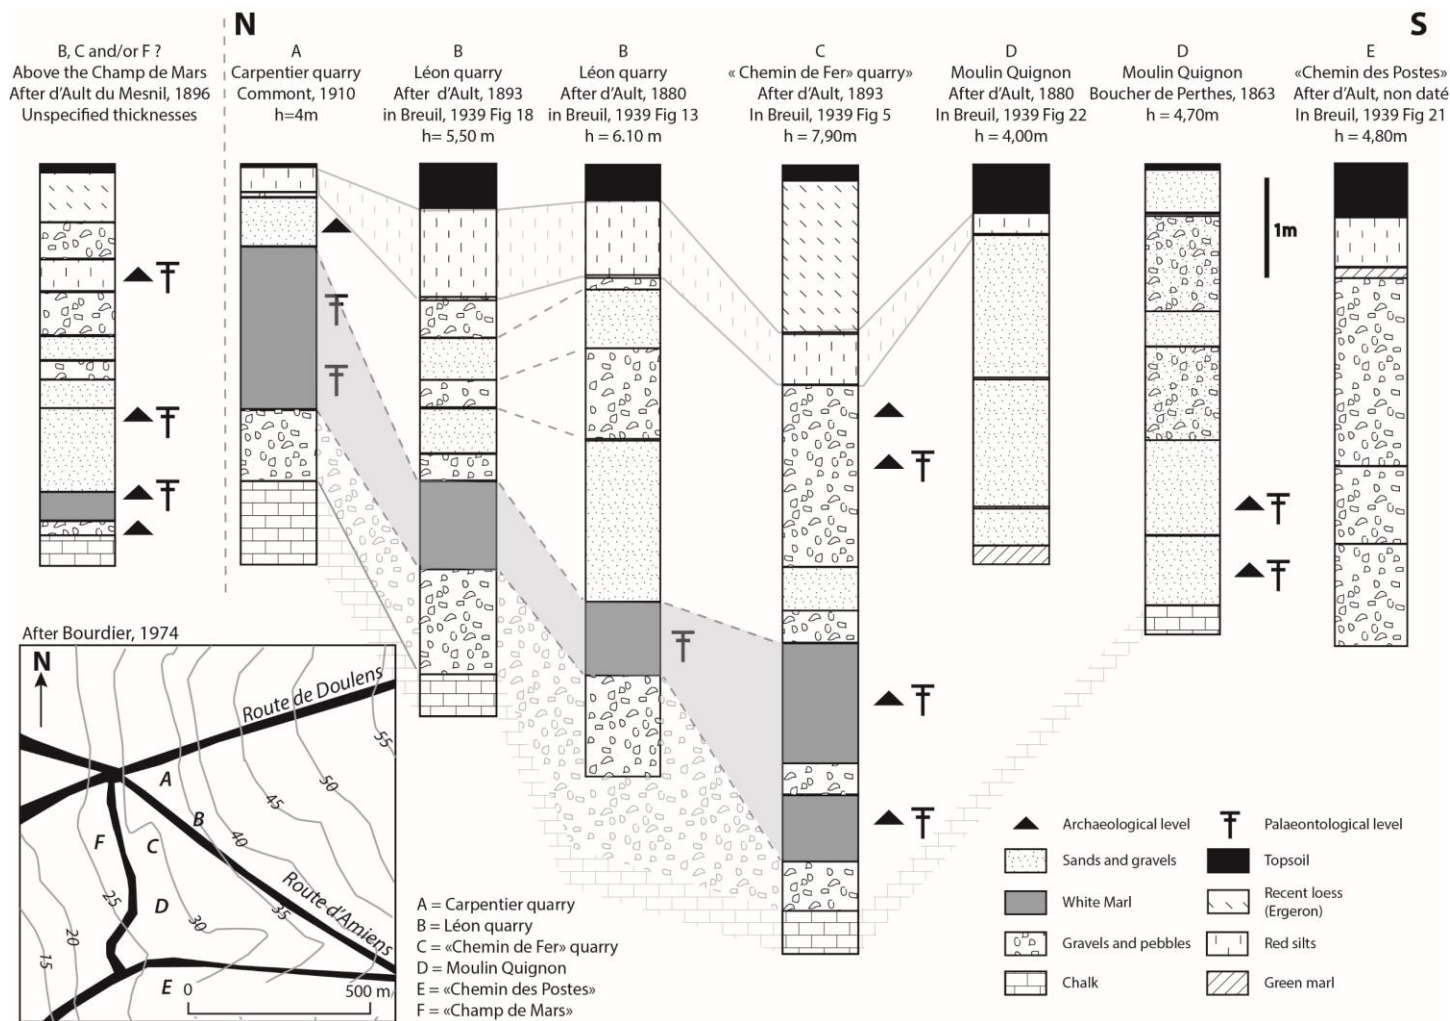 N
S
B, C and/or F ?
Above the Champ de Mars
After d'Ault du Mesnil, 1896
Unspecified thicknesses
A
Carpentier quarry
Commont, 1910
h=4m
B
Léon quarry
After d'Ault, 1893
in Breuil, 1939 Fig 18
h= 5,50 m
B
Léon quarry
After d'Ault, 1880
in Breuil, 1939 Fig 13
h= 6.10 m
C
«Chemin de Fer» quarry»
After d'Ault, 1893
In Breuil, 1939 Fig 5
h = 7,90m
D
Moulin Quignon
After d'Ault, 1880
In Breuil, 1939 Fig 22
h = 4,00m
D
Moulin Quignon
Boucher de Perthes, 1863
h = 4,70m
E
«Chemin des Postes»
After d'Ault, non daté
In Breuil, 1939 Fig 21
h = 4,80m
1m
After Bourdier, 1974
N
Route de Doulens
Route d'Amiens
A
B
C
D
E
F
15
20
25
30
35
40
45
50
55
0
500 m
A = Carpentier quarry
B = Léon quarry
C = «Chemin de Fer» quarry
D = Moulin Quignon
E = «Chemin des Postes»
F = «Champ de Mars»
Archaeological level
Sands and gravels
White Marl
Gravels and pebbles
Chalk
Palaeontological level
Topsoil
Recent loess
(Ergeron)
Red silts
Green marl